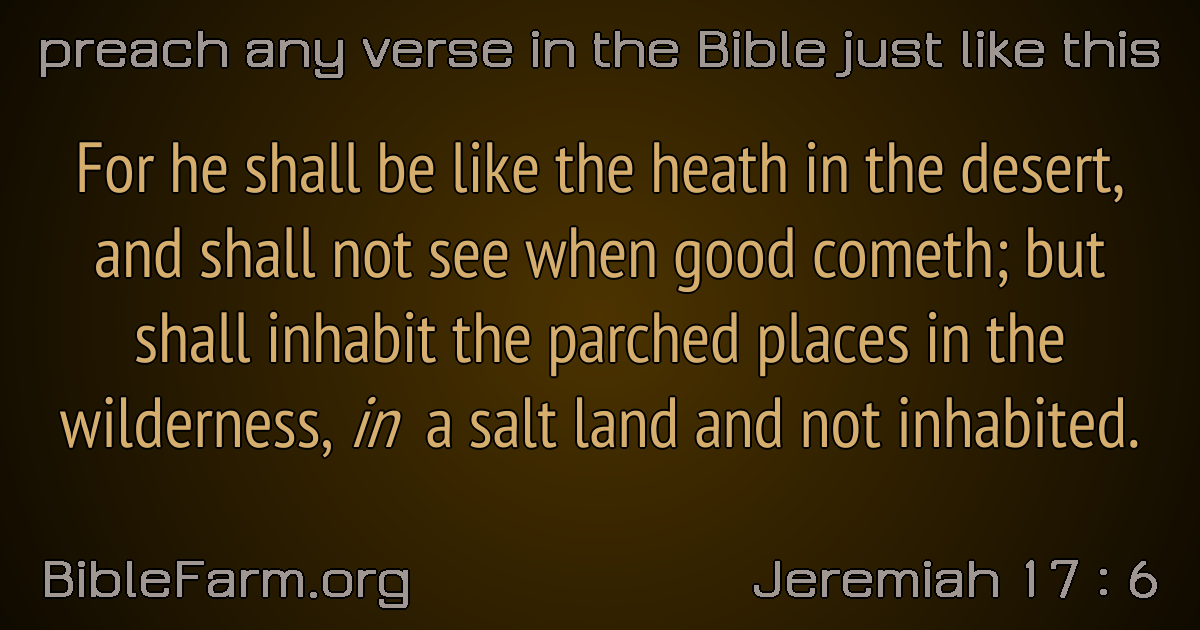 preach any verse in the Bible just like this
For he shall be like the heath in the desert,
and shall not see when good cometh; but
shall inhabit the parched places in the
wilderness, in a salt land and not inhabited.
BibleFarm.org
Jeremiah 17 : 6